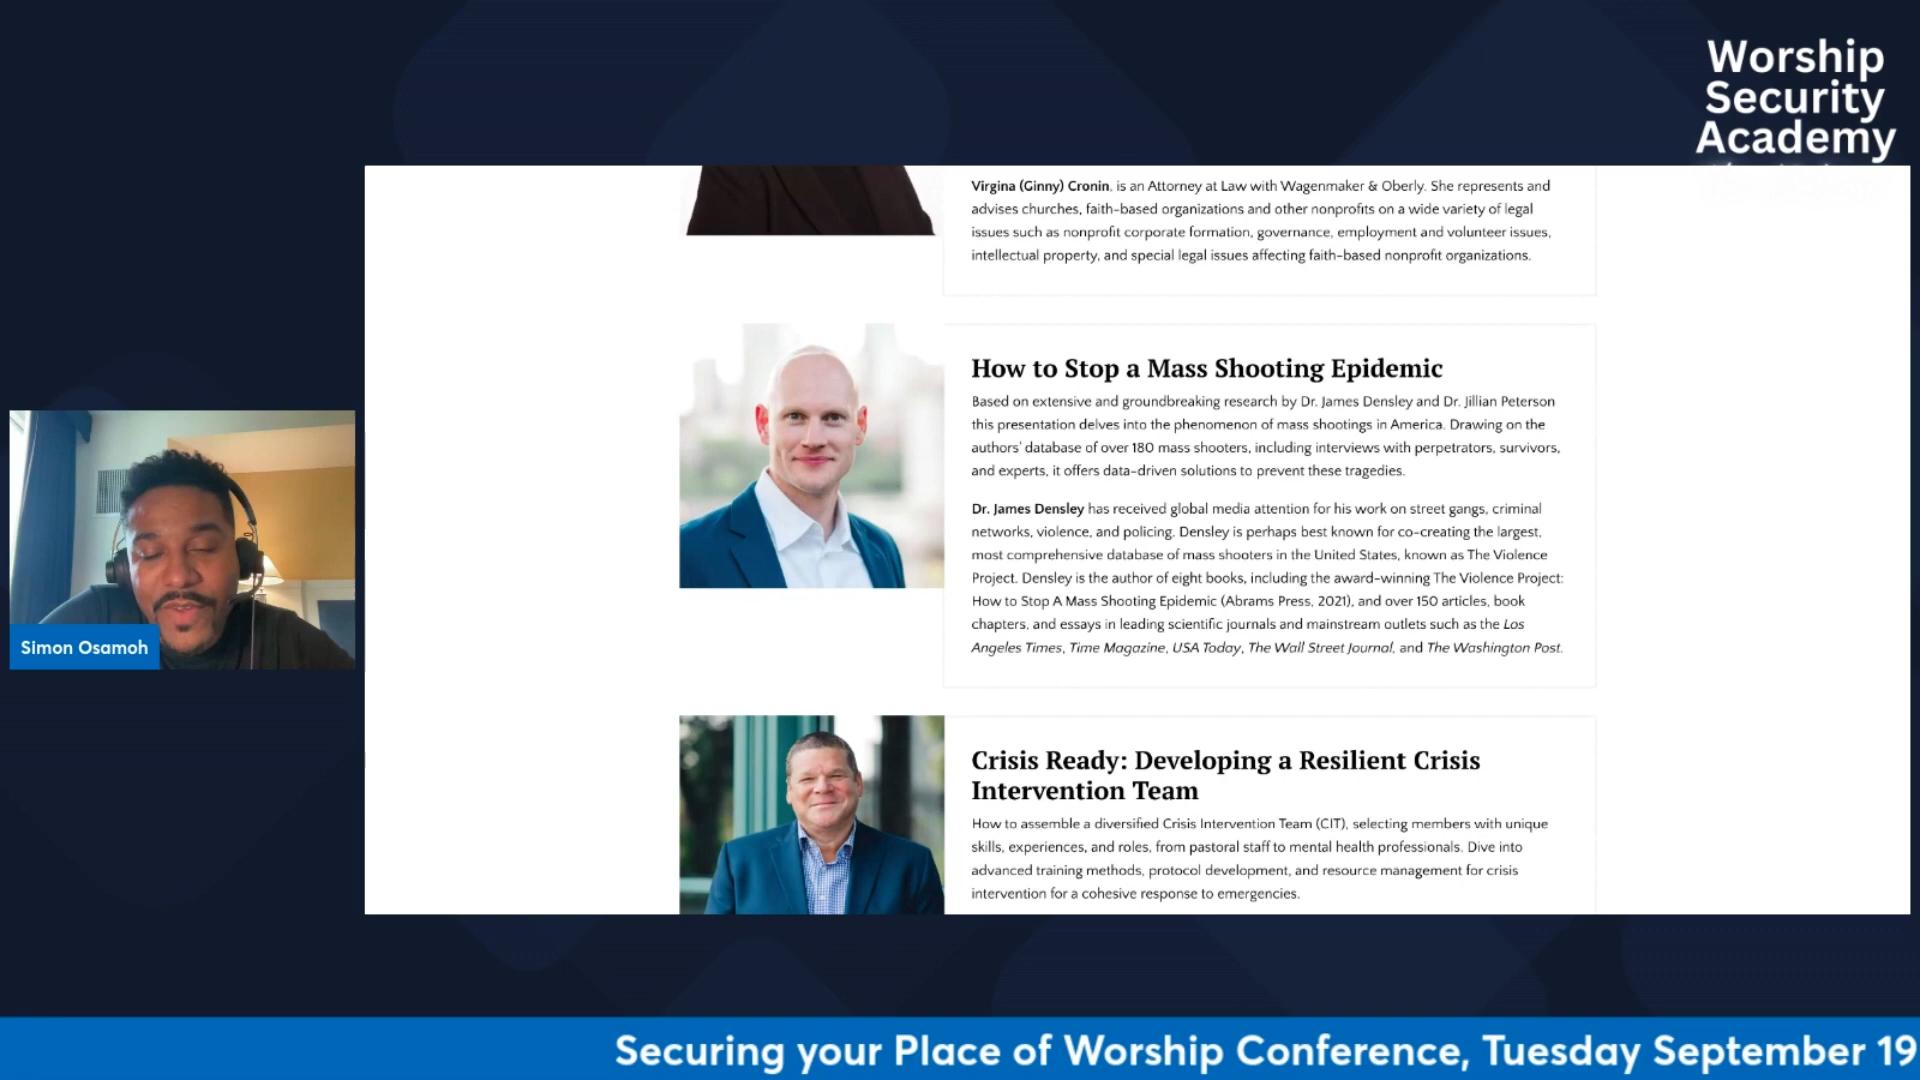 Worship
Security
Academy
Virgina (Ginny) Cronin, is an Attorney at Law with Wagenmaker & Oberly. She represents and
advises churches, faith-based organizations and other nonprofits on a wide variety of legal
issues such as nonprofit corporate formation, governance, employment and volunteer issues,
intellectual property, and special legal issues affecting faith-based nonprofit organizations.
How to Stop a Mass Shooting Epidemic
Based on extensive and groundbreaking research by Dr. James Densley and Dr. Jillian Peterson
this presentation delves into the phenomenon of mass shootings in America. Drawing on the
authors' database of over 180 mass shooters, including interviews with perpetrators, survivors,
and experts, it offers data-driven solutions to prevent these tragedies.
Dr. James Densley has received global media attention for his work on street gangs, criminal
networks, violence, and policing. Densley is perhaps best known for co-creating the largest,
most comprehensive database of mass shooters in the United States, known as The Violence
Project. Densley is the author of eight books, including the award-winning The Violence Project:
How to Stop A Mass Shooting Epidemic (Abrams Press, 2021), and over 150 articles, book
chapters, and essays in leading scientific journals and mainstream outlets such as the Los
Angeles Times, Time Magazine, USA Today, The Wall Street Journal, and The Washington Post.
Simon Osamoh
Crisis Ready: Developing a Resilient Crisis
Intervention Team
How to assemble a diversified Crisis Intervention Team (CIT), selecting members with unique
skills, experiences, and roles, from pastoral staff to mental health professionals. Dive into
advanced training methods, protocol development, and resource management for crisis
intervention for a cohesive response to emergencies.
Securing your Place of Worship Conference, Tuesday September 19